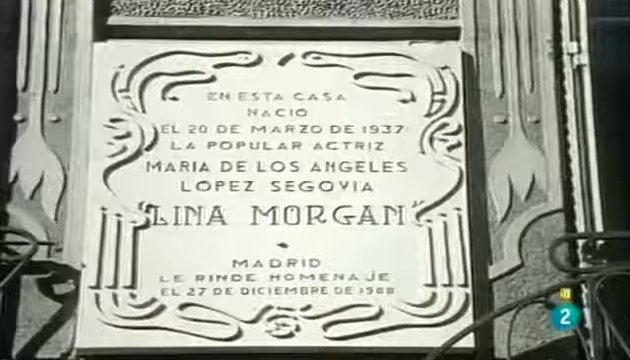 EN ESTA CASA
NACIO
EL 20 DE MARZO DE 1937
LA POPULAR ACTRIZ
MARIA DE LOS ANGELES
LOPEZ SEGOVIA
"LINA MORGAN"
MADRID
LE RINDE HOMENAJE
EL 27 DE DICIEMBRE DE 1988
2